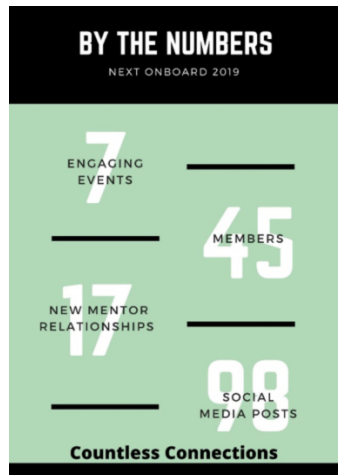 BY THE NUMBERS
NEXT ONBOARD 2019
7
ENGAGING
EVENTS
45
MEMBERS
17
NEW MENTOR
RELATIONSHIPS
98
SOCIAL
MEDIA POSTS
Countless Connections